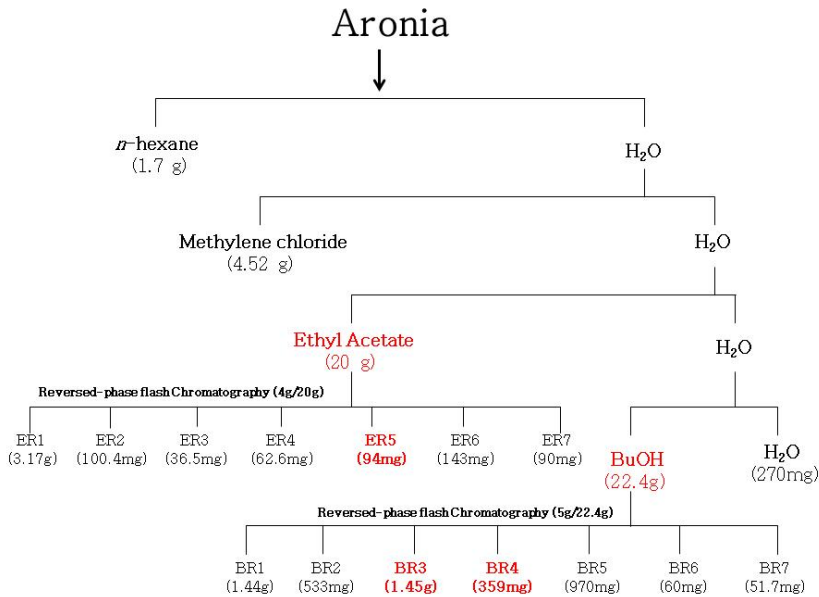 Aronia
n-hexane
(1.7 g)
H₂O
Methylene chloride
(4.52 g)
H₂O
Ethyl Acetate
(20 g)
H₂O
Reversed-phase flash Chromatography (4g/20g)
ER1
(3.17g)
ER2
(100.4mg)
ER3
(36.5mg)
ER4
(62.6mg)
ER5
(94mg)
ER6
(143mg)
ER7
(90mg)
BuOH
(22.4g)
H₂O
(270mg)
Reversed-phase flash Chromatography (5g/22.4g)
BR1
(1.44g)
BR2
(533mg)
BR3
(1.45g)
BR4
(359mg)
BR5
(970mg)
BR6
(60mg)
BR7
(51.7mg)